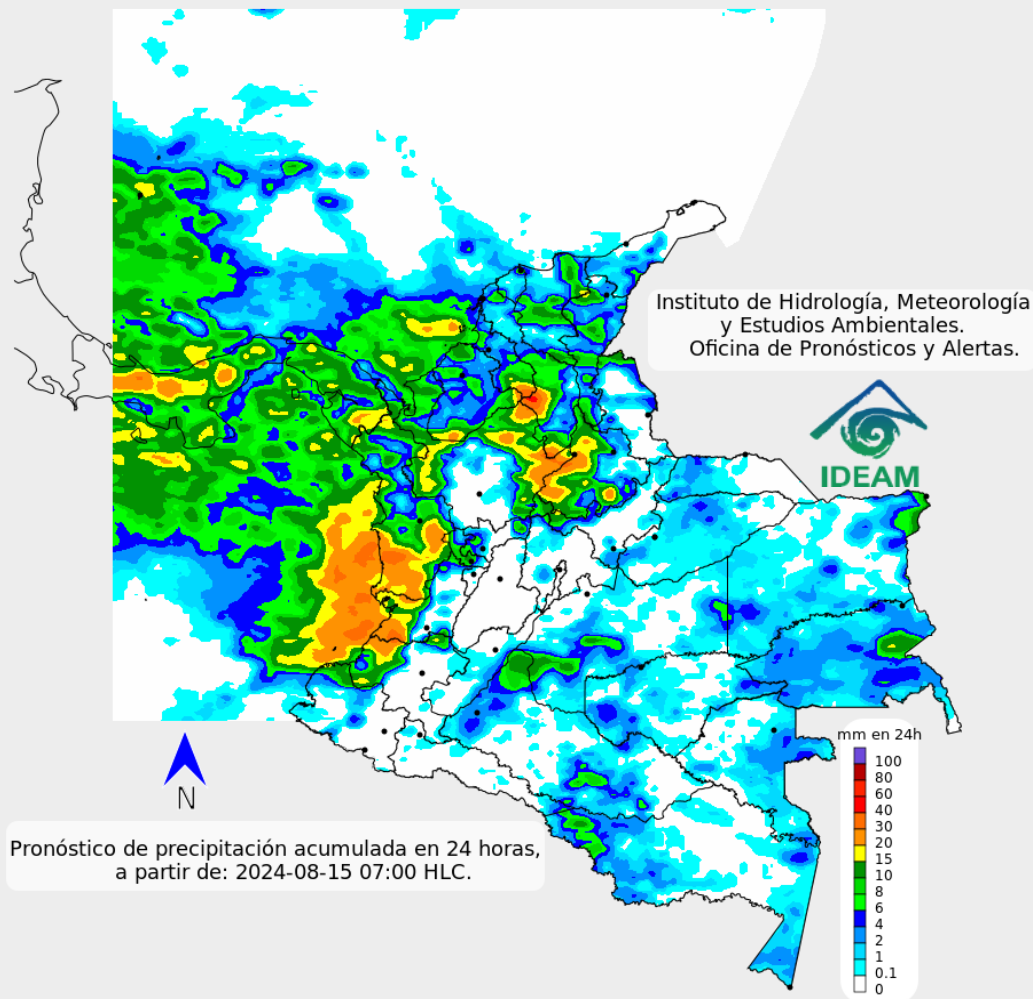 Instituto de Hidrología, Meteorología
y Estudios Ambientales.
Oficina de Pronósticos y Alertas.
IDEAM
mm en 24h
100
80
60
40
30
20
15
10
8
6
4
2
1
0.1
0
N
Pronóstico de precipitación acumulada en 24 horas,
a partir de: 2024-08-15 07:00 HLC.